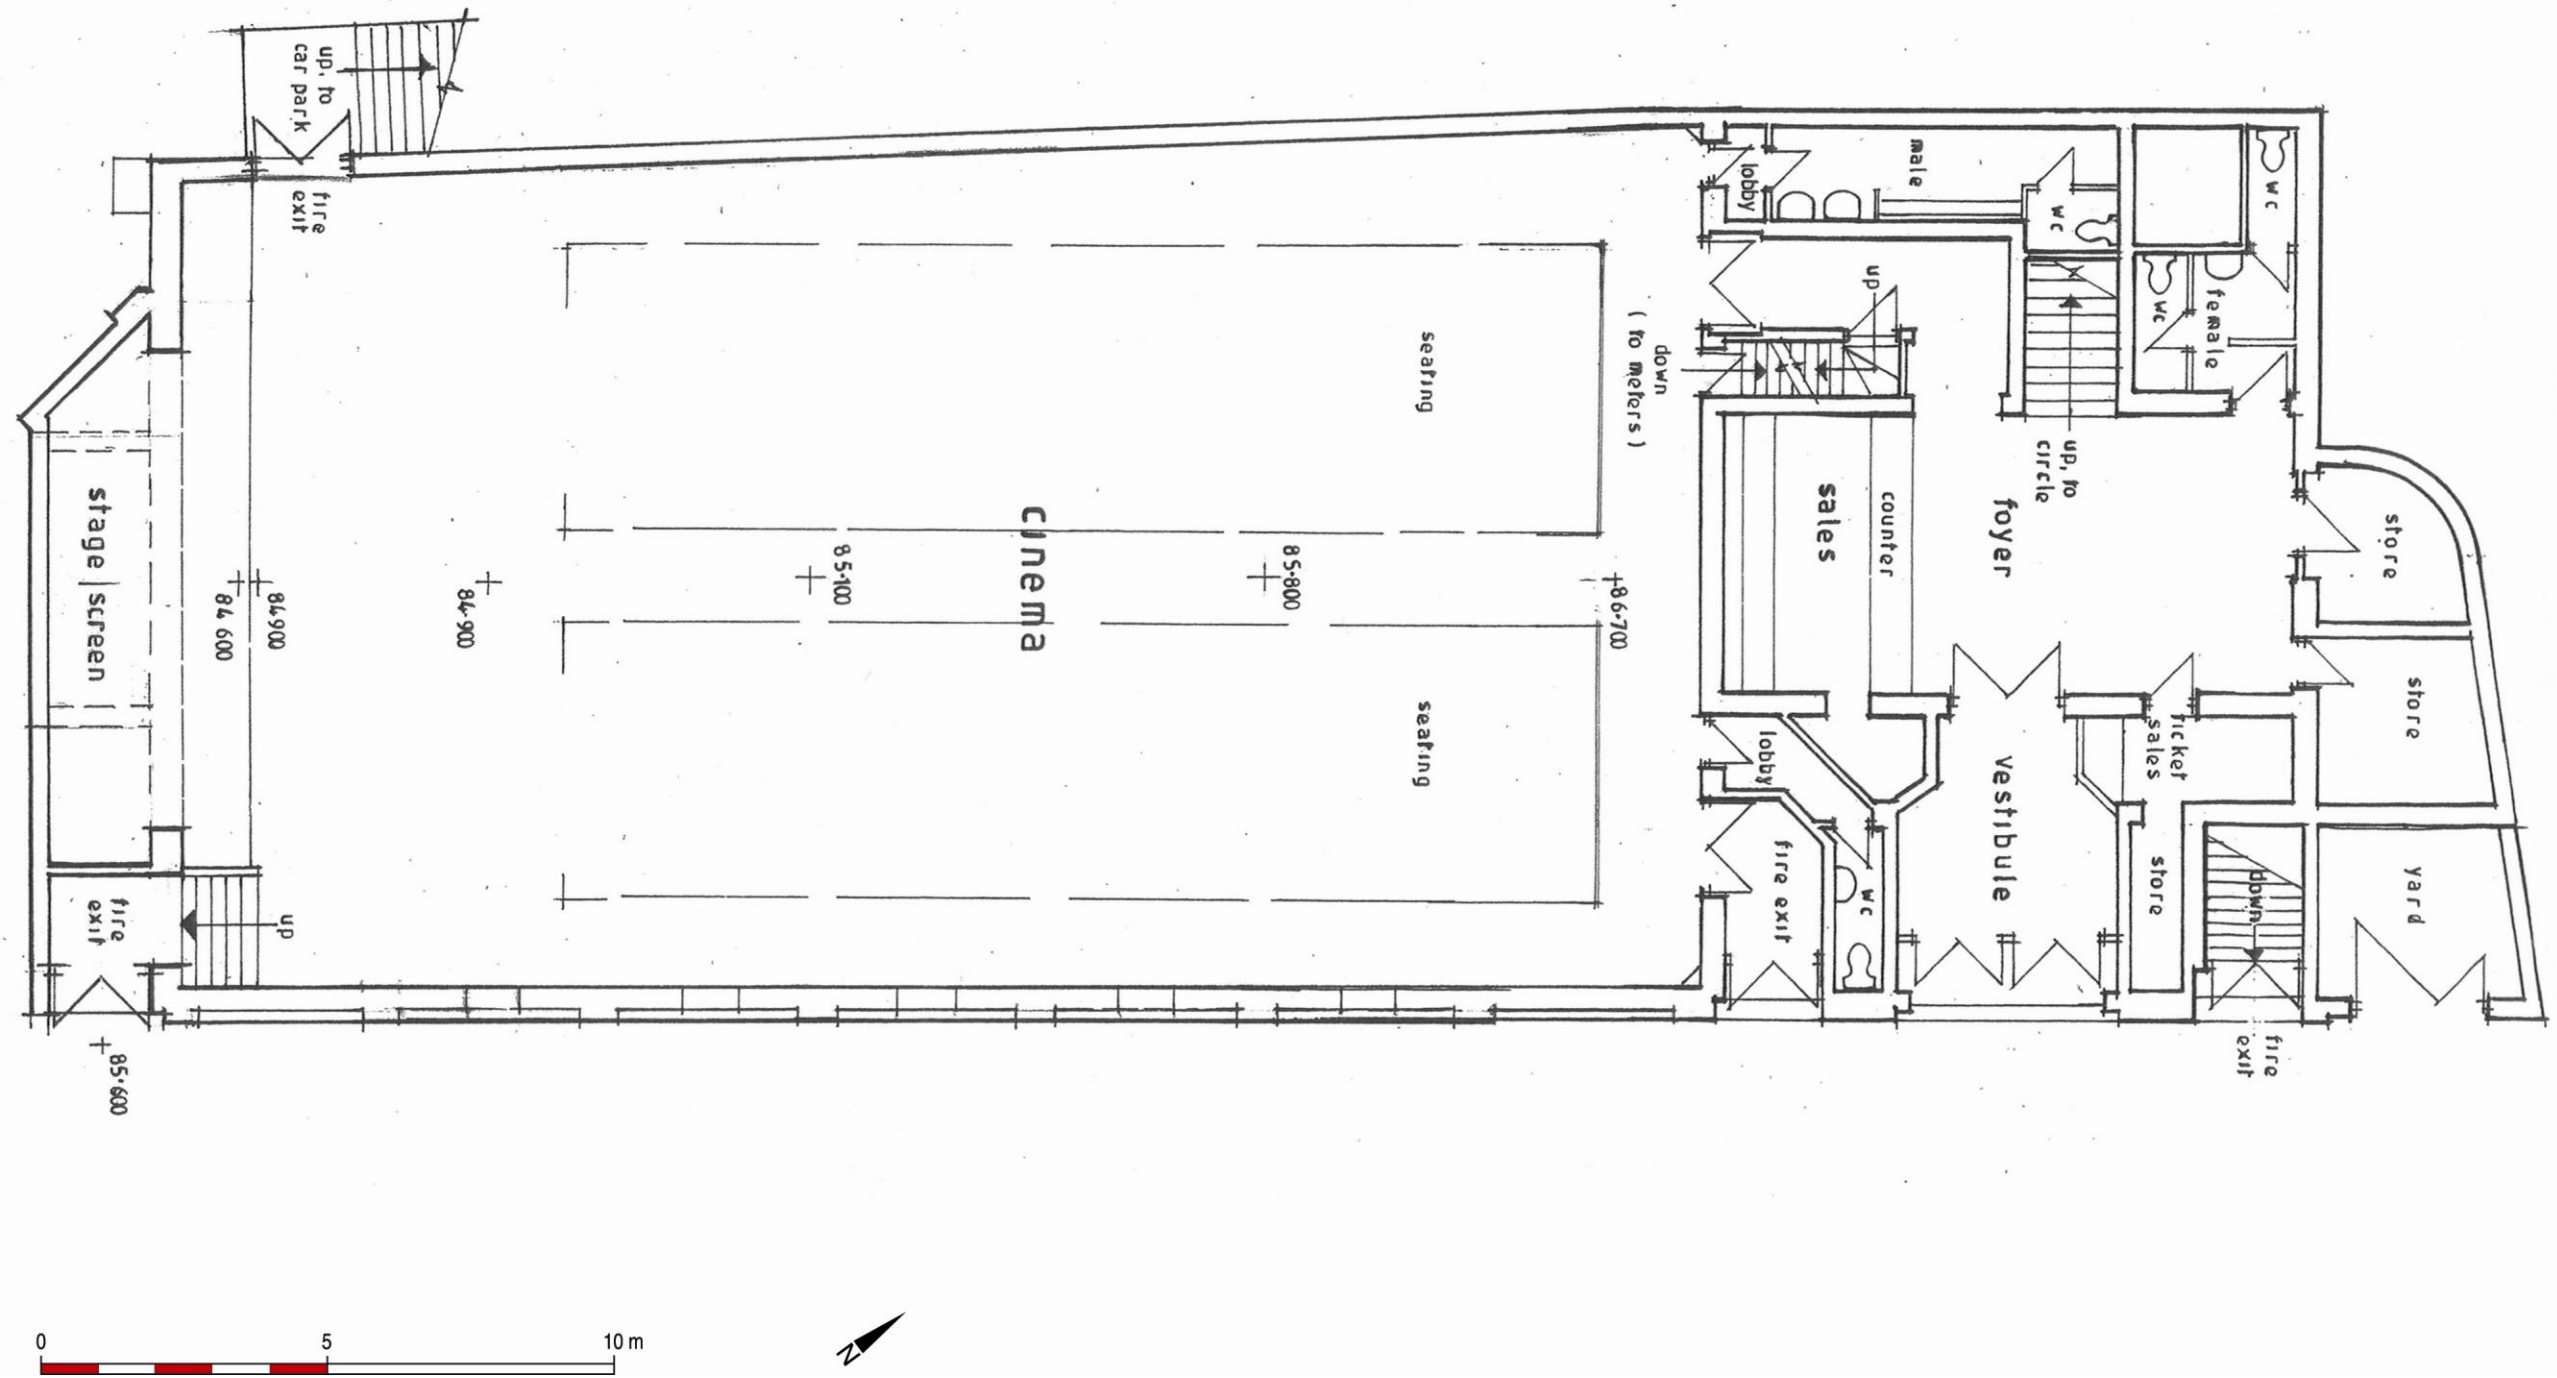 up, to
car park
fire
exit
male
lobby
wc
wc
wc
female
up
down
( to meters )
up, to
circle
seating
seating
stage | screen
84.600
84.900
84.900
85.100
cinema
85.800
86.700
sales
counter
foyer
store
store
ticket
sales
lobby
vestibule
fire exit
wc
store
down
yard
fire
exit
up
fire
exit
85.600
0
5
10 m
N